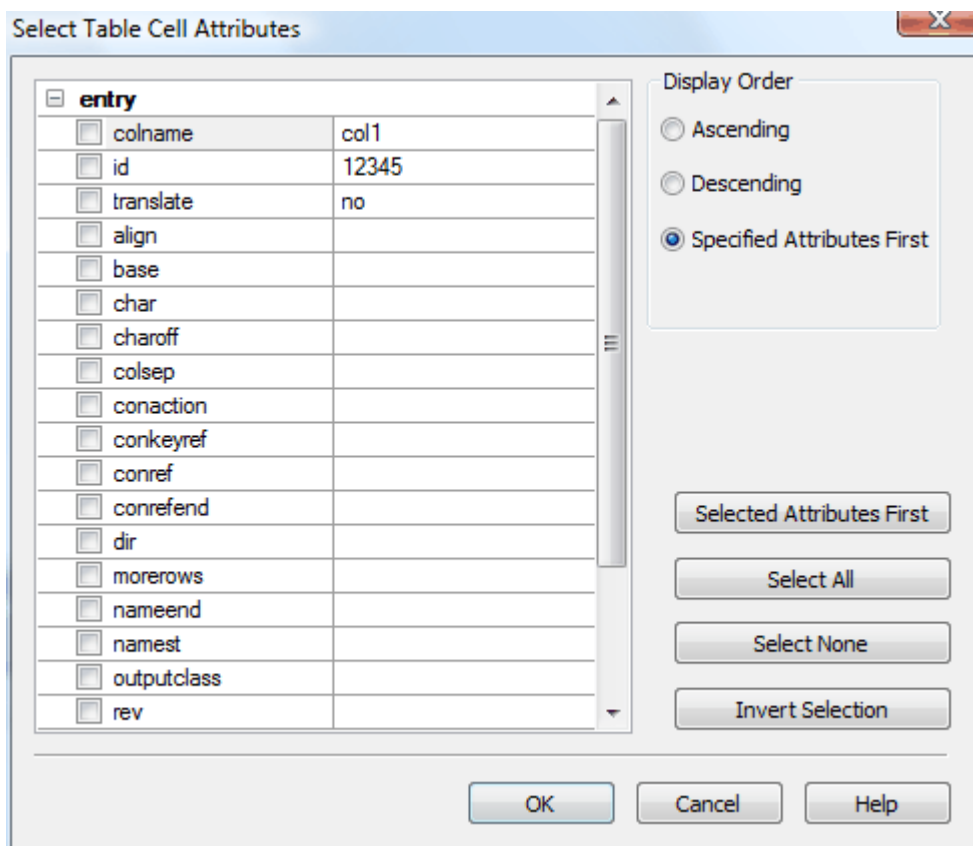 Select Table Cell Attributes
entry
colname col1
id 12345
translate no
align
base
char
charoff
colsep
conaction
conkeyref
conref
conrefend
dir
morerows
nameend
namest
outputclass
rev
Display Order
Ascending
Descending
Specified Attributes First
Selected Attributes First
Select All
Select None
Invert Selection
OK Cancel Help